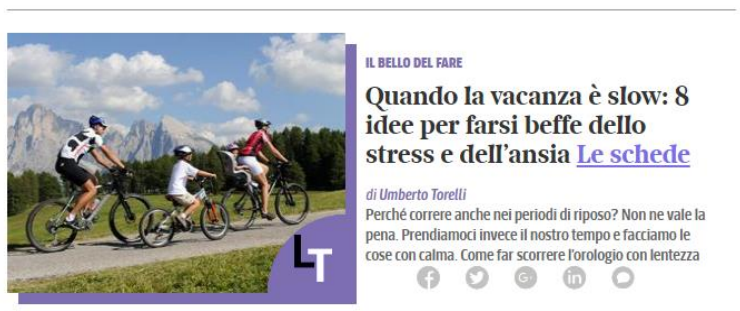 IL BELLO DEL FARE
Quando la vacanza è slow: 8
idee per farsi beffe dello
stress e dell'ansia Le schede
di Umberto Torelli
Perché correre anche nei periodi di riposo? Non ne vale la
pena. Prendiamoci invece il nostro tempo e facciamo le
cose con calma. Come far scorrere l'orologio con lentezza
LT
f
G+
in